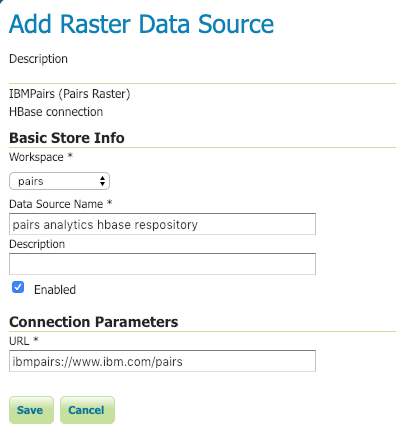 Add Raster Data Source
Description
IBMPairs (Pairs Raster)
HBase connection
Basic Store Info
Workspace *
pairs
Data Source Name *
pairs analytics hbase respository
Description
Enabled
Connection Parameters
URL *
ibmpairs://www.ibm.com/pairs
Save Cancel